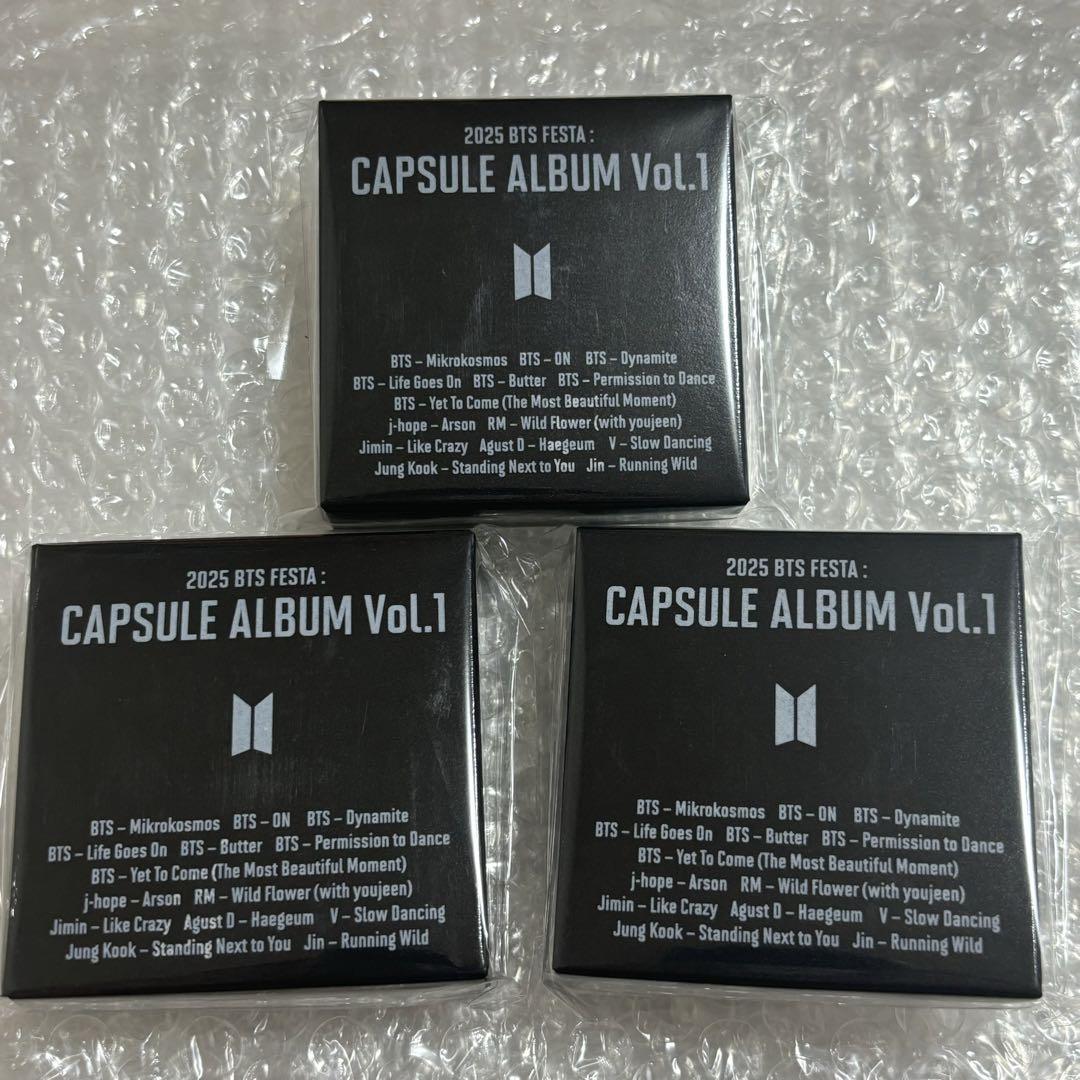 2025 BTS FESTA :
CAPSULE ALBUM Vol.1
BTS – Mikrokosmos BTS – ON BTS – Dynamite
BTS – Life Goes On BTS – Butter BTS – Permission to Dance
BTS – Yet To Come (The Most Beautiful Moment)
j-hope – Arson RM – Wild Flower (with youjeen)
Jimin – Like Crazy Agust D – Haegeum V – Slow Dancing
Jung Kook – Standing Next to You Jin – Running Wild
2025 BTS FESTA :
CAPSULE ALBUM Vol.1
BTS – Mikrokosmos BTS – ON BTS – Dynamite
BTS – Life Goes On BTS – Butter BTS – Permission to Dance
BTS – Yet To Come (The Most Beautiful Moment)
j-hope – Arson RM – Wild Flower (with youjeen)
Jimin – Like Crazy Agust D – Haegeum V – Slow Dancing
Jung Kook – Standing Next to You Jin – Running Wild
2025 BTS FESTA :
CAPSULE ALBUM Vol.1
BTS – Mikrokosmos BTS – ON BTS – Dynamite
BTS – Life Goes On BTS – Butter BTS – Permission to Dance
BTS – Yet To Come (The Most Beautiful Moment)
j-hope – Arson RM – Wild Flower (with youjeen)
Jimin – Like Crazy Agust D – Haegeum V – Slow Dancing
Jung Kook – Standing Next to You Jin – Running Wild